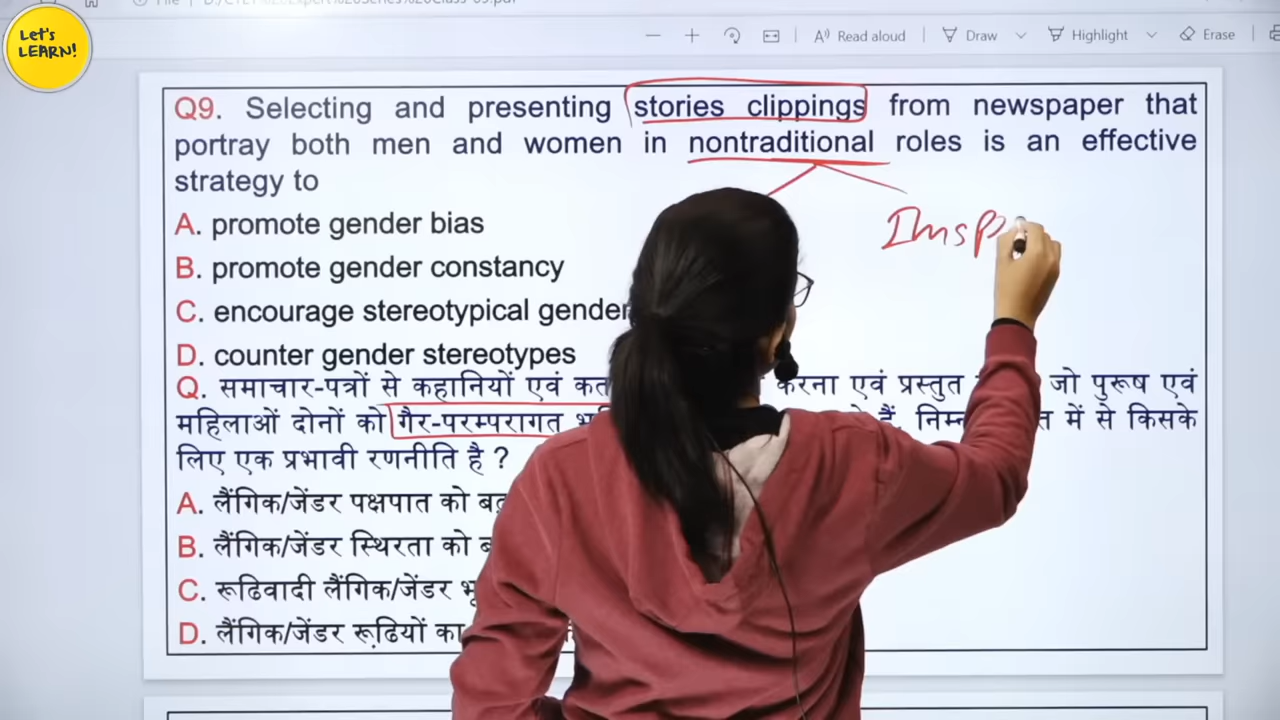 Let's
LEARN!
Read aloud
Draw
Highlight
Erase
Q9. Selecting and presenting stories clippings from newspaper that
portray both men and women in nontraditional roles is an effective
strategy to
Insp
A. promote gender bias
B. promote gender constancy
C. encourage stereotypical gender
D. counter gender stereotypes
Q. समाचार-पत्रों से कहानियों एवं करना एवं प्रस्तुत जो पुरूष एवं
महिलाओं दोनों को गैर-परम्परागत में से किसके
लिए एक प्रभावी रणनीति है ?
A. लैंगिक/जेंडर पक्षपात को
B. लैंगिक/जेंडर स्थिरता को
C. रूढिवादी लैंगिक/जेंडर
D. लैंगिक/जेंडर रूढ़ियों का